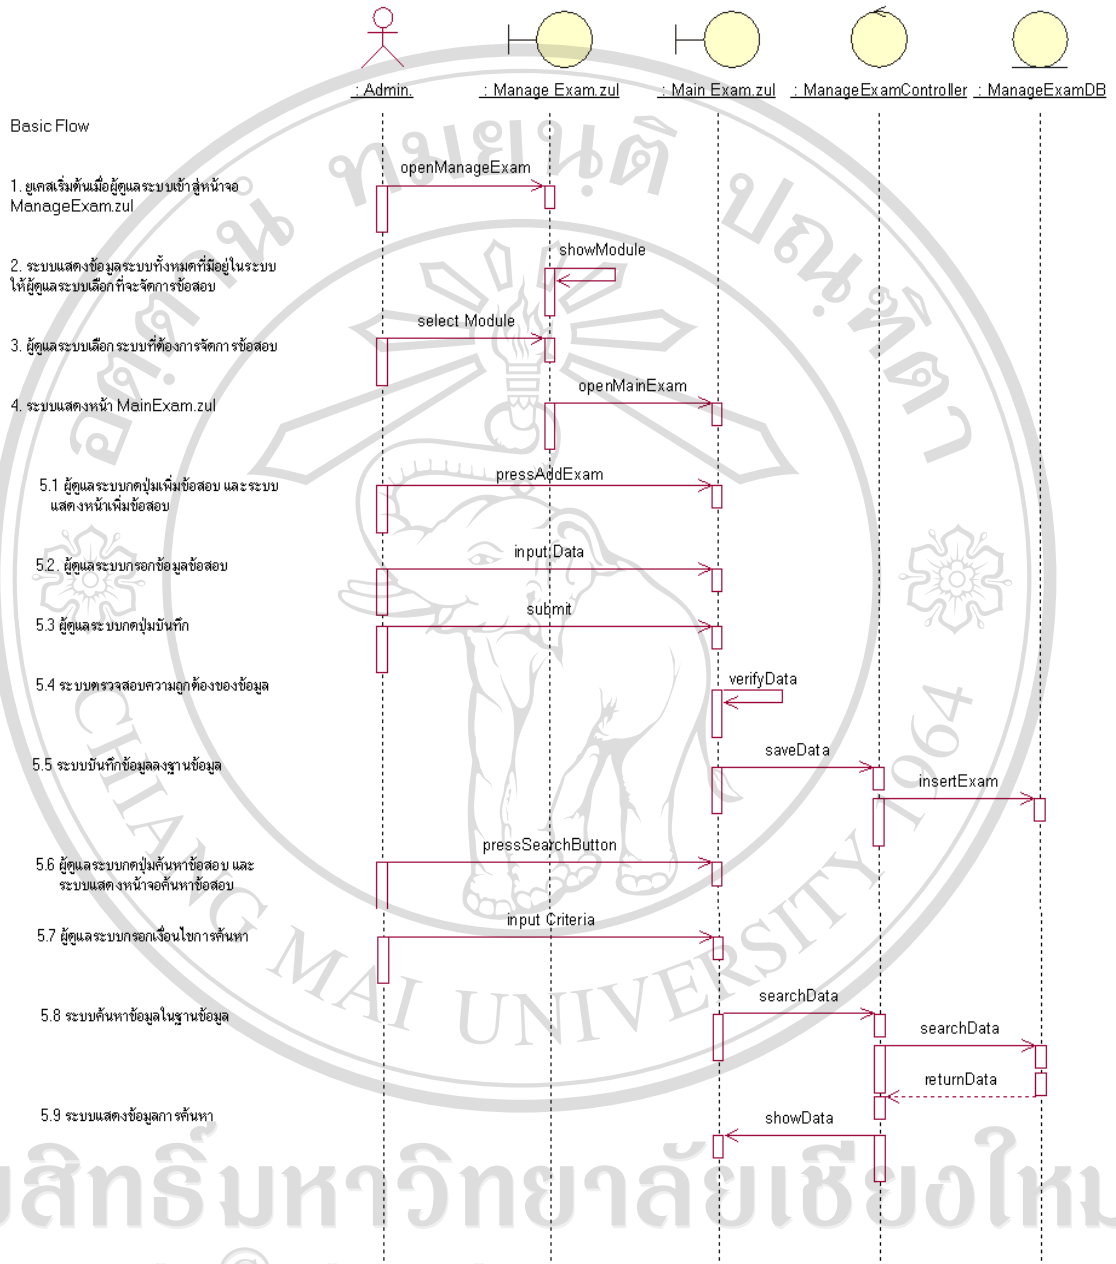 : Admin.
: Manage Exam.zul
: Main Exam.zul
: ManageExamController
: ManageExamDB
Basic Flow
1. ยูเคสเริ่มต้นเมื่อผู้ดูแลระบบเข้าสู่หน้าจอ
ManageExam.zul
openManageExam
2. ระบบแสดงข้อมูลระบบทั้งหมดที่มีอยู่ในระบบ
ให้ผู้ดูแลระบบเลือกที่จะจัดการข้อสอบ
showModule
3. ผู้ดูแลระบบเลือกระบบที่ต้องการจัดการข้อสอบ
select Module
4. ระบบแสดงหน้า MainExam.zul
openMainExam
5.1 ผู้ดูแลระบบกดปุ่มเพิ่มข้อสอบ และระบบ
แสดงหน้าเพิ่มข้อสอบ
pressAddExam
5.2. ผู้ดูแลระบบกรอกข้อมูลข้อสอบ
input Data
5.3 ผู้ดูแลระบบกดปุ่มบันทึก
submit
5.4 ระบบตรวจสอบความถูกต้องของข้อมูล
verifyData
5.5 ระบบบันทึกข้อมูลลงฐานข้อมูล
saveData
insertExam
5.6 ผู้ดูแลระบบกดปุ่มค้นหาข้อสอบ และ
ระบบแสดงหน้าจอค้นหาข้อสอบ
pressSearchButton
5.7 ผู้ดูแลระบบกรอกเงื่อนไขการค้นหา
input Criteria
5.8 ระบบค้นหาข้อมูลในฐานข้อมูล
searchData
searchData
returnData
5.9 ระบบแสดงข้อมูลการค้นหา
showData
อตฺตานํ ทมยนฺติ ปณฺฑิตา
CHIANG MAI UNIVERSITY 1964
สิทธิ์มหาวิทยาลัยเชียงใหม